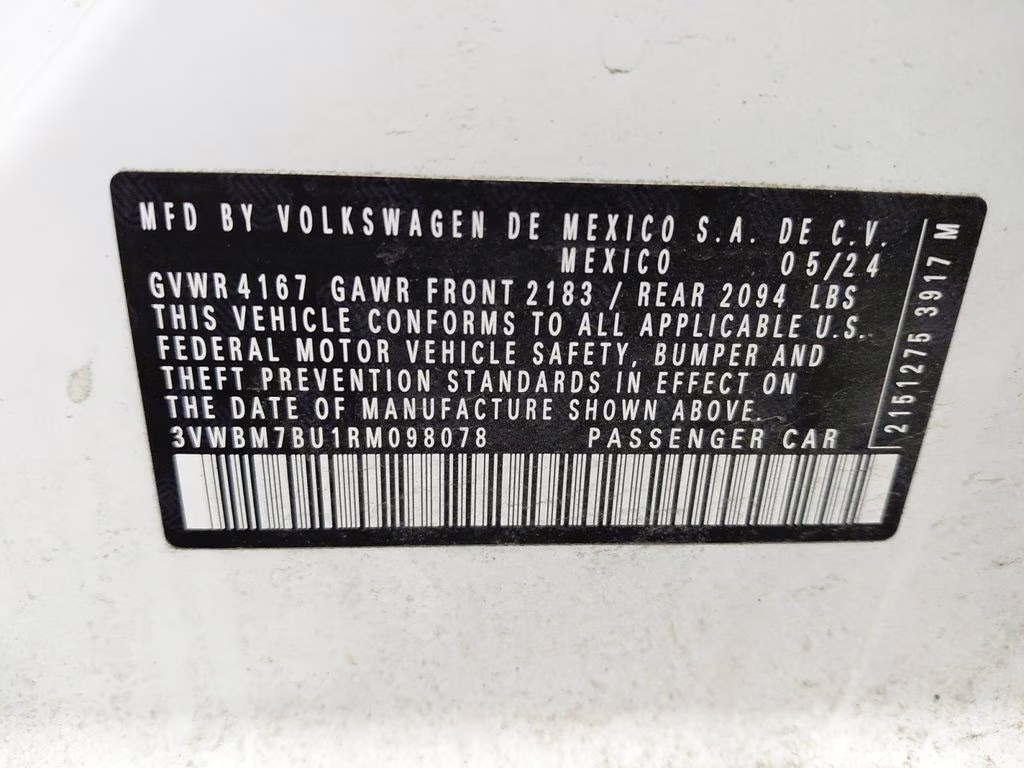 MFD BY VOLKSWAGEN DE MEXICO S.A. DE C.V.
MEXICO 05/24
GVWR 4167 GAWR FRONT 2183 / REAR 2094 LBS
THIS VEHICLE CONFORMS TO ALL APPLICABLE U.S.
FEDERAL MOTOR VEHICLE SAFETY, BUMPER AND
THEFT PREVENTION STANDARDS IN EFFECT ON
THE DATE OF MANUFACTURE SHOWN ABOVE.
3VWBM7BU1RM098078 PASSENGER CAR
2151275 3917 M